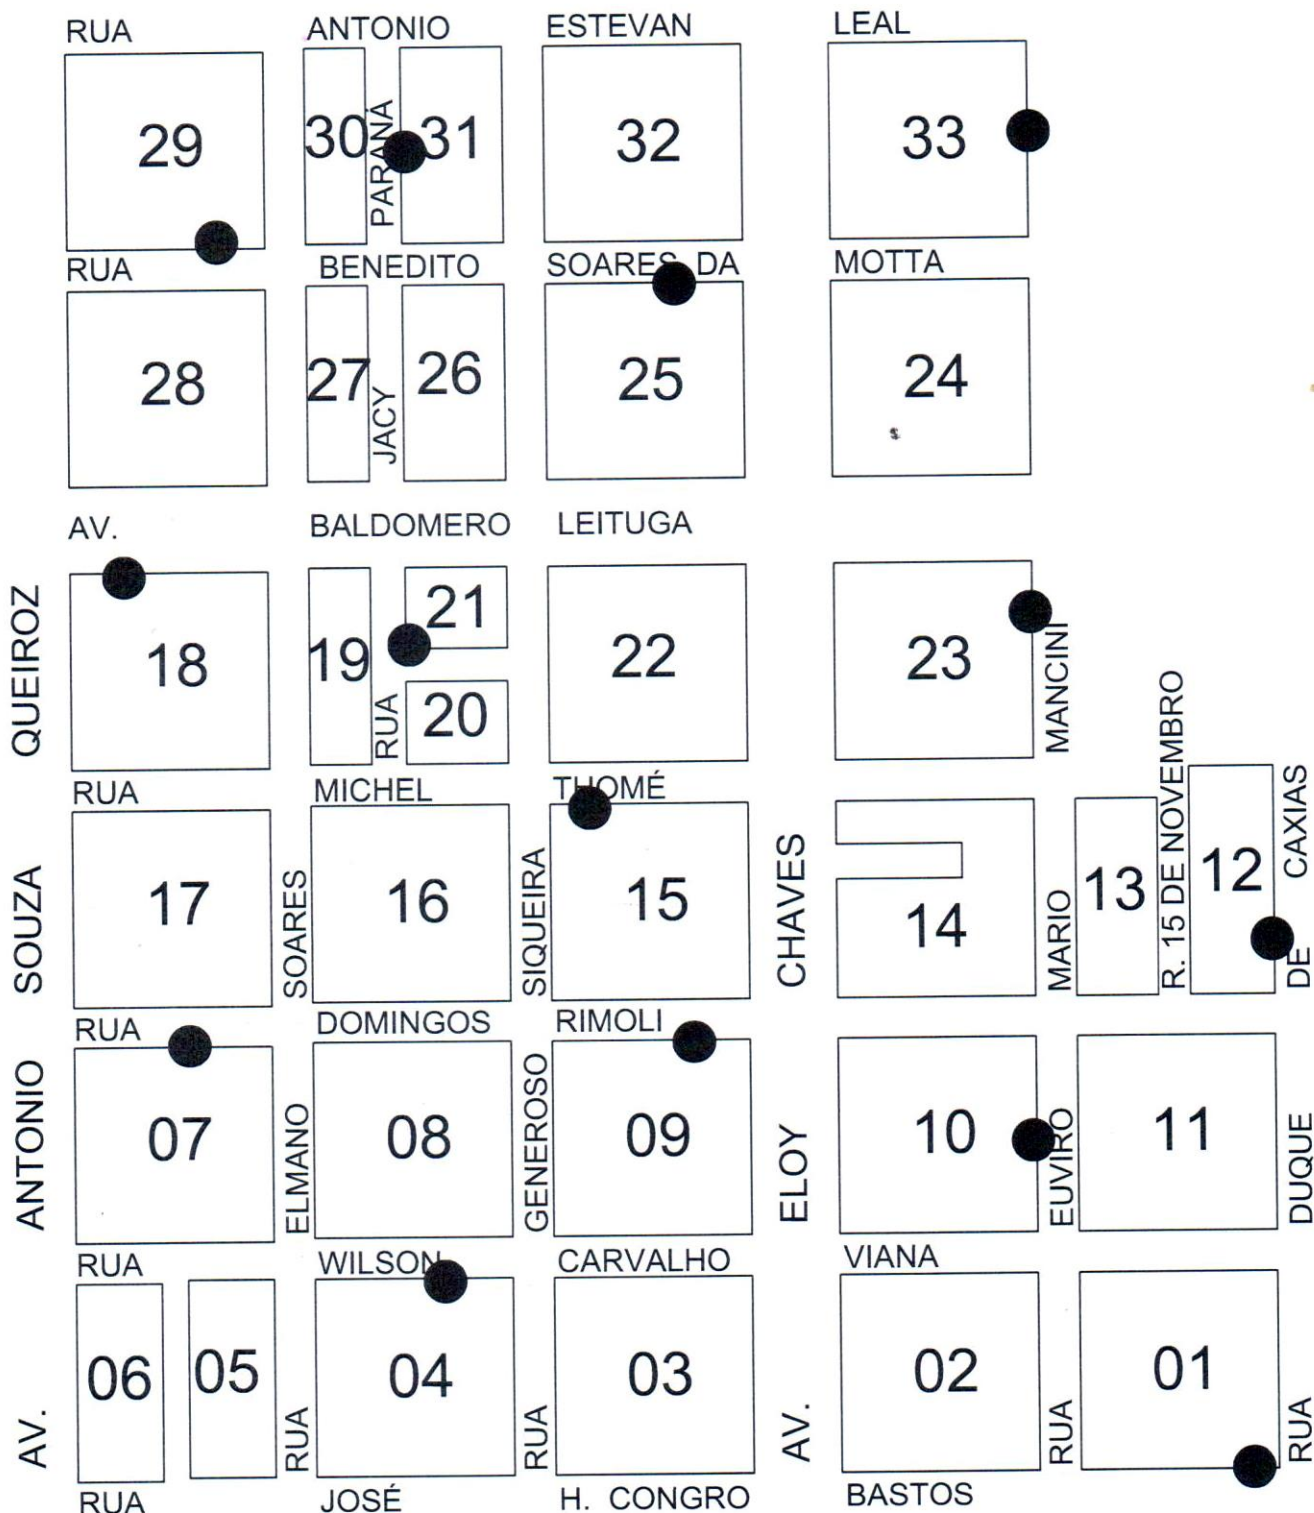 RUA ANTONIO ESTEVAN LEAL
29 30 31 32 33
PARANÁ
RUA BENEDITO SOARES DA MOTTA
28 27 26 25 24
JACY
AV. BALDOMERO LEITUGA
QUEIROZ
18 19 21 22 23
20
RUA
MANCINI
RUA MICHEL THOMÉ
SOUZA
17 16 15 14 13 12
SOARES
SIQUEIRA
CHAVES
MARIO
R. 15 DE NOVEMBRO
DE CAXIAS
RUA DOMINGOS RIMOLI
ANTONIO
07 08 09 10 11
ELMANO
GENEROSO
ELOY
EUVIRO
DUQUE
RUA WILSON CARVALHO VIANA
06 05 04 03 02 01
AV.
RUA
RUA
AV.
RUA
RUA
RUA JOSÉ H. CONGRO BASTOS